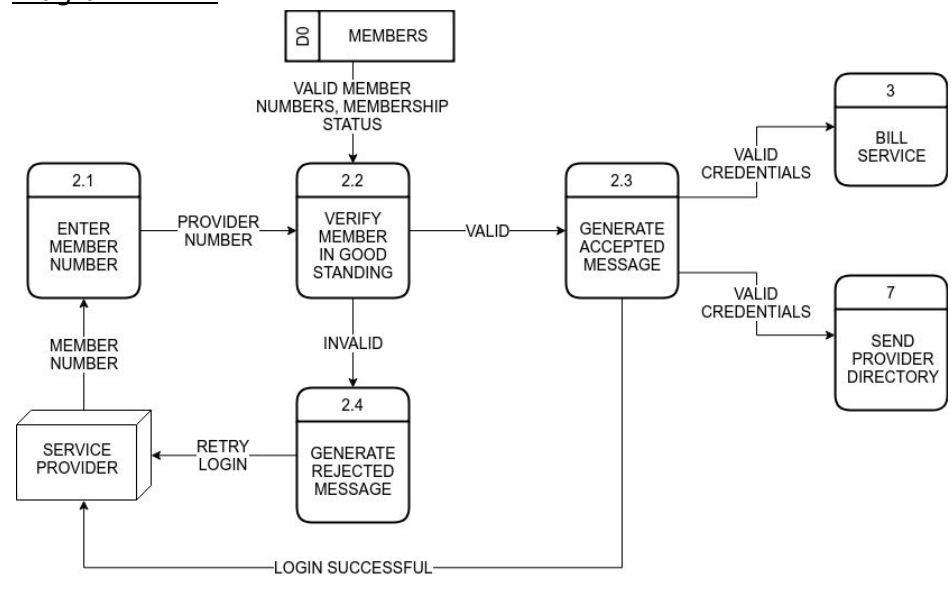 D0
MEMBERS
VALID MEMBER
NUMBERS, MEMBERSHIP
STATUS
3
BILL
SERVICE
VALID
CREDENTIALS
2.1
ENTER
MEMBER
NUMBER
PROVIDER
NUMBER
2.2
VERIFY
MEMBER
IN GOOD
STANDING
VALID
2.3
GENERATE
ACCEPTED
MESSAGE
VALID
CREDENTIALS
7
SEND
PROVIDER
DIRECTORY
MEMBER
NUMBER
INVALID
2.4
GENERATE
REJECTED
MESSAGE
RETRY
LOGIN
SERVICE
PROVIDER
LOGIN SUCCESSFUL